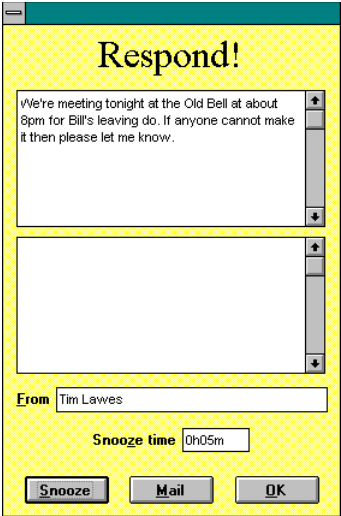 Respond!
We're meeting tonight at the Old Bell at about
8pm for Bill's leaving do. If anyone cannot make
it then please let me know.
From Tim Lawes
Snooze time 0h05m
Snooze Mail OK